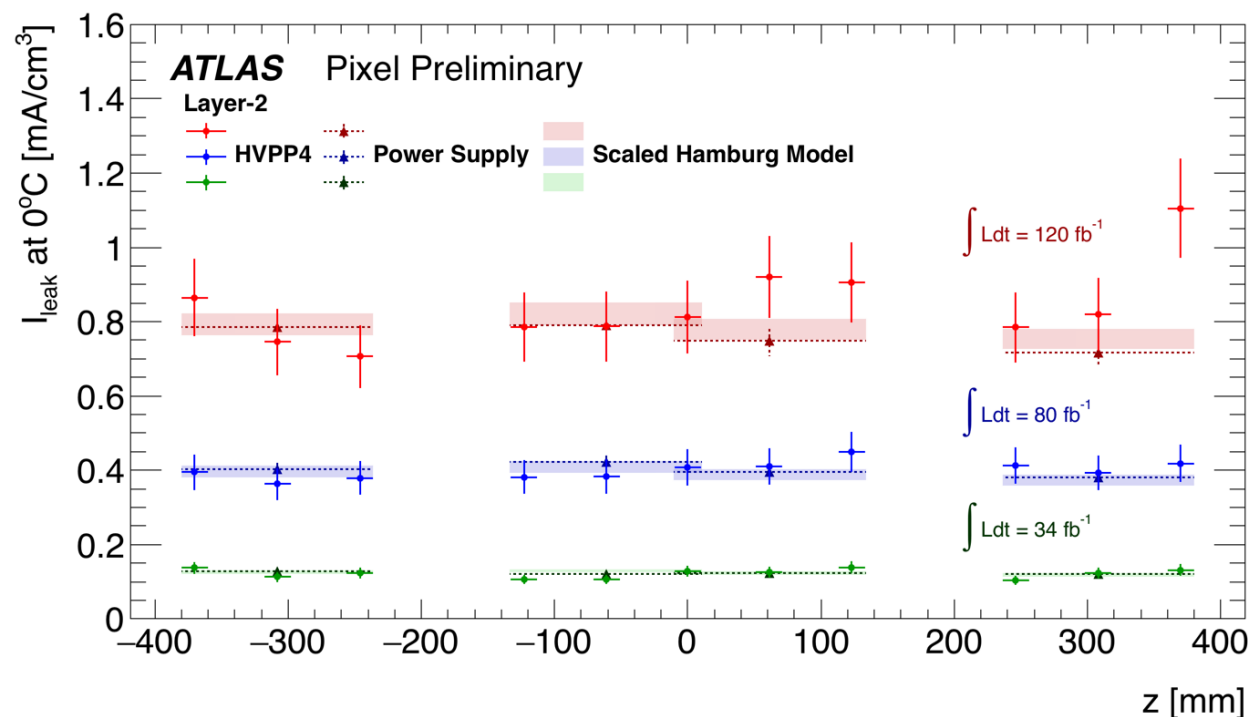 ATLAS Pixel Preliminary
Layer-2
HVPP4 Power Supply Scaled Hamburg Model
I_leak at 0°C [mA/cm³]
1.6
1.4
1.2
1
0.8
0.6
0.4
0.2
0
∫ Ldt = 120 fb⁻¹
∫ Ldt = 80 fb⁻¹
∫ Ldt = 34 fb⁻¹
−400 −300 −200 −100 0 100 200 300 400
z [mm]